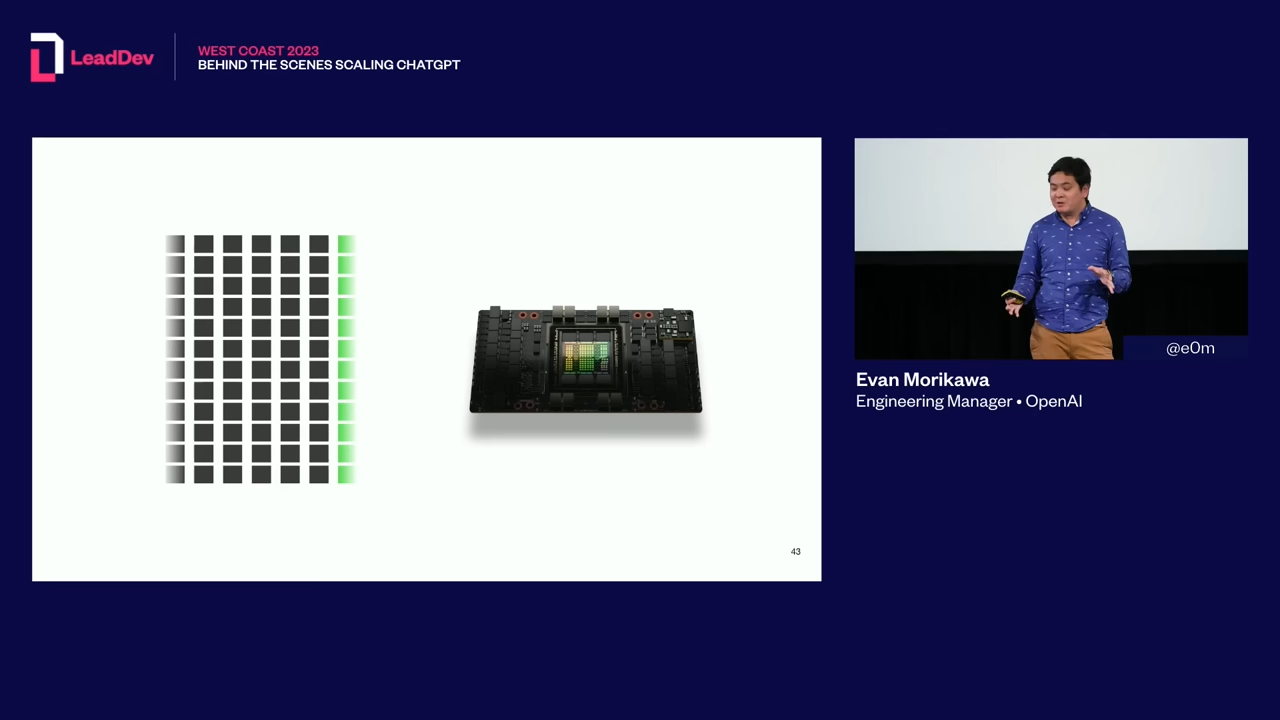 LeadDev
WEST COAST 2023
BEHIND THE SCENES SCALING CHATGPT
43
@e0m
Evan Morikawa
Engineering Manager • OpenAI